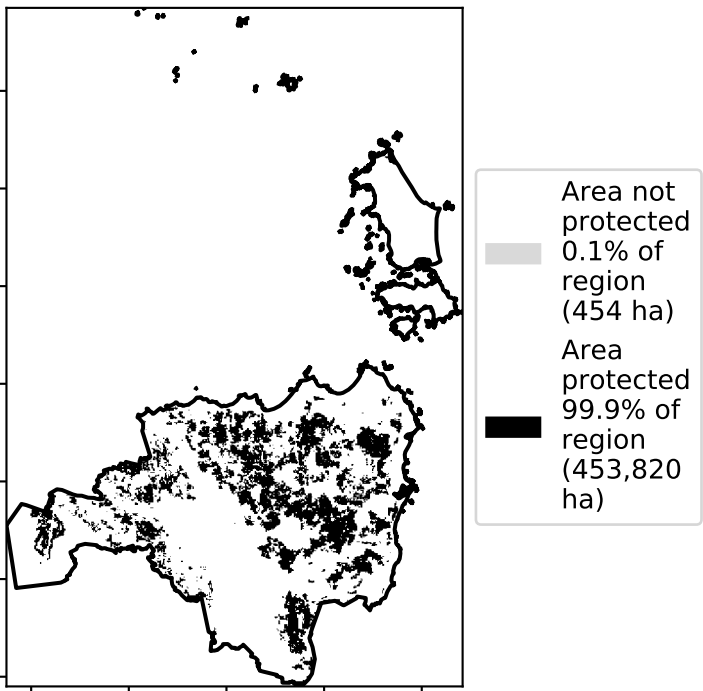 Area not
protected
0.1% of
region
(454 ha)
Area
protected
99.9% of
region
(453,820
ha)